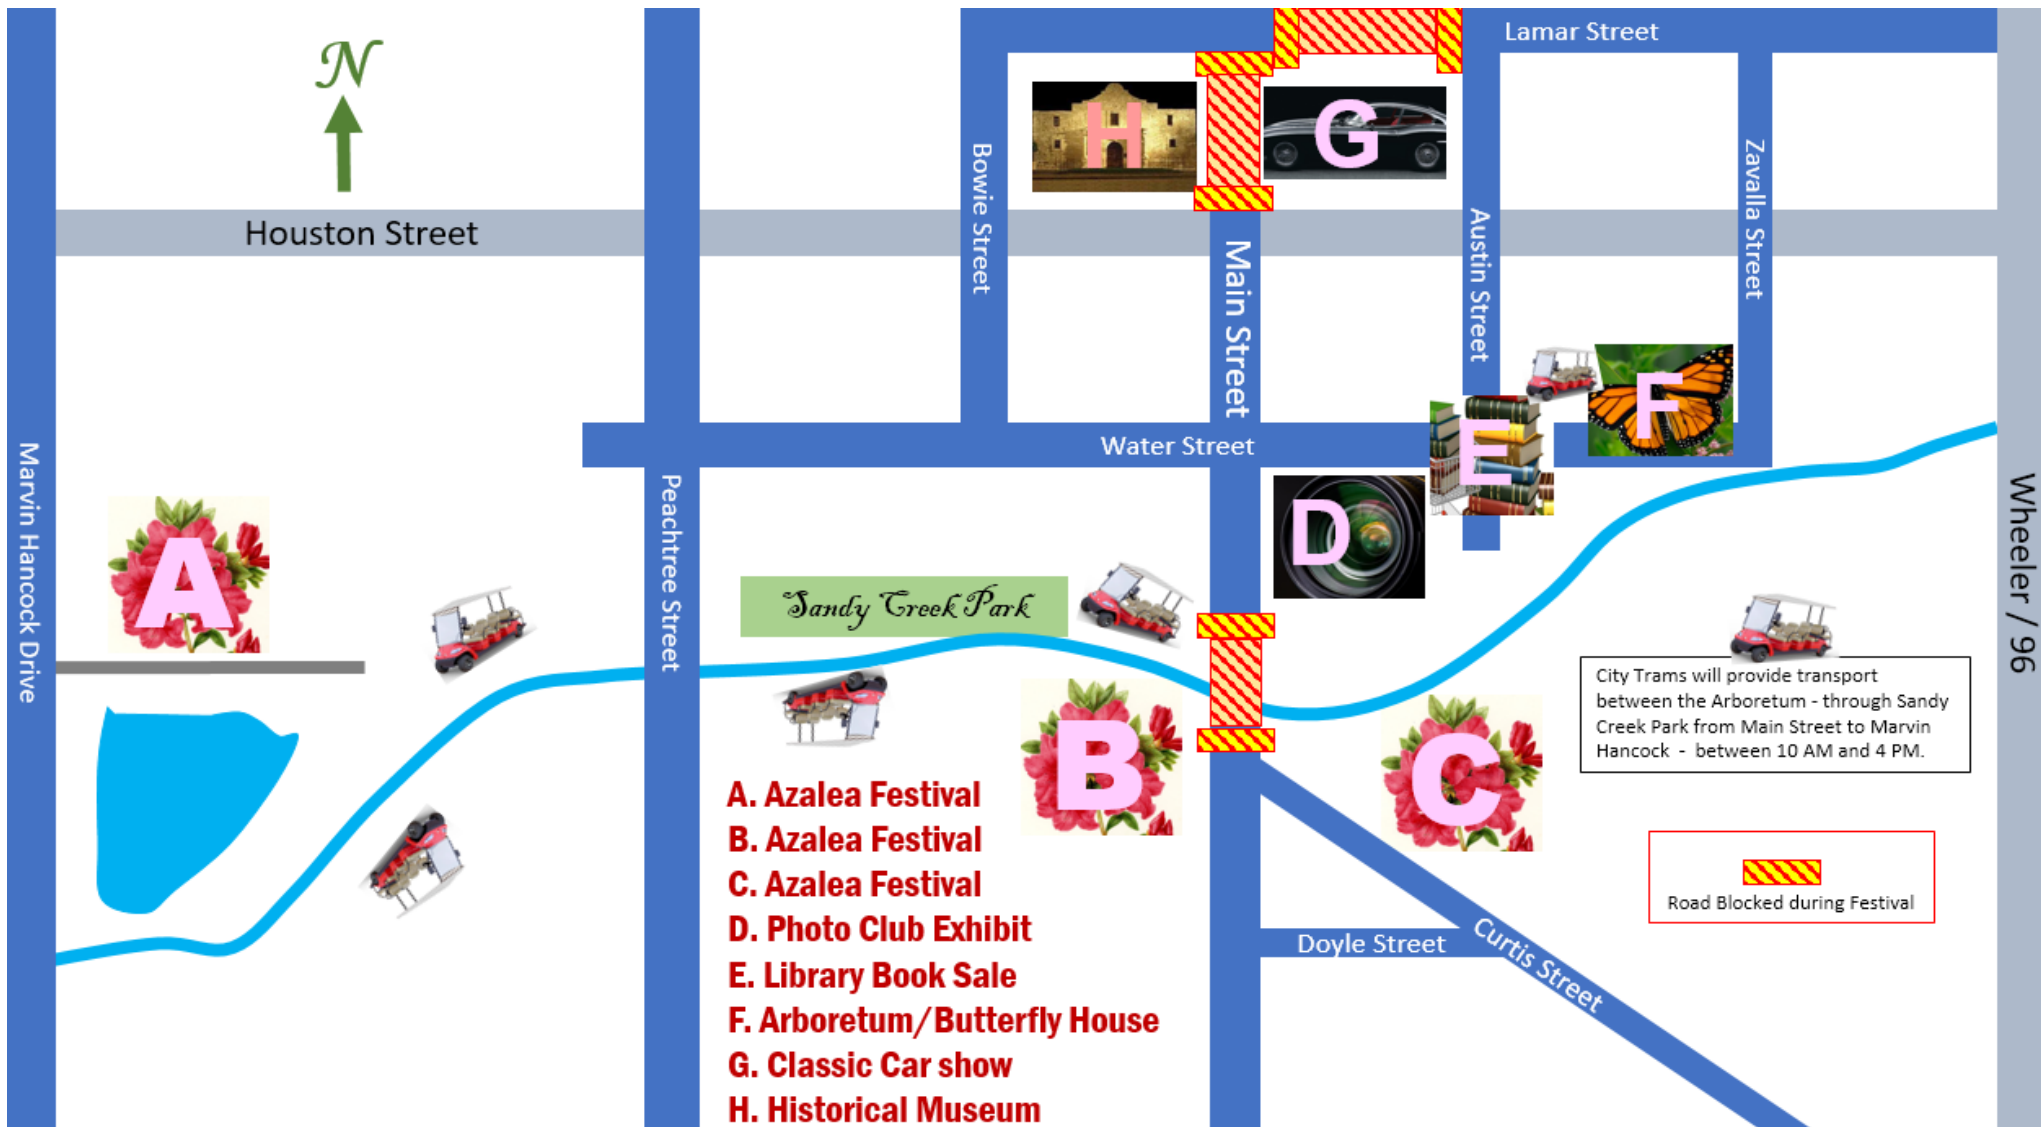 N
Lamar Street
H
G
Bowie Street
Zavalla Street
Houston Street
Austin Street
Main Street
F
Water Street
E
Marvin Hancock Drive
Peachtree Street
Wheeler / 96
D
A
Sandy Creek Park
City Trams will provide transport
between the Arboretum - through Sandy
Creek Park from Main Street to Marvin
Hancock - between 10 AM and 4 PM.
B
C
A. Azalea Festival
B. Azalea Festival
C. Azalea Festival
D. Photo Club Exhibit
E. Library Book Sale
F. Arboretum/Butterfly House
G. Classic Car show
H. Historical Museum
Road Blocked during Festival
Doyle Street
Curtis Street